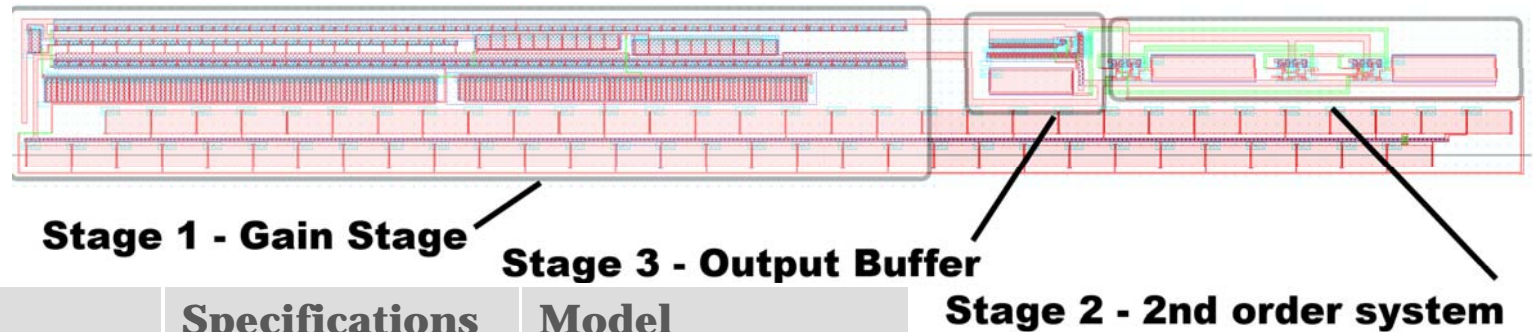 Stage 1 - Gain Stage
Stage 3 - Output Buffer
Stage 2 - 2nd order system
Specifications Model